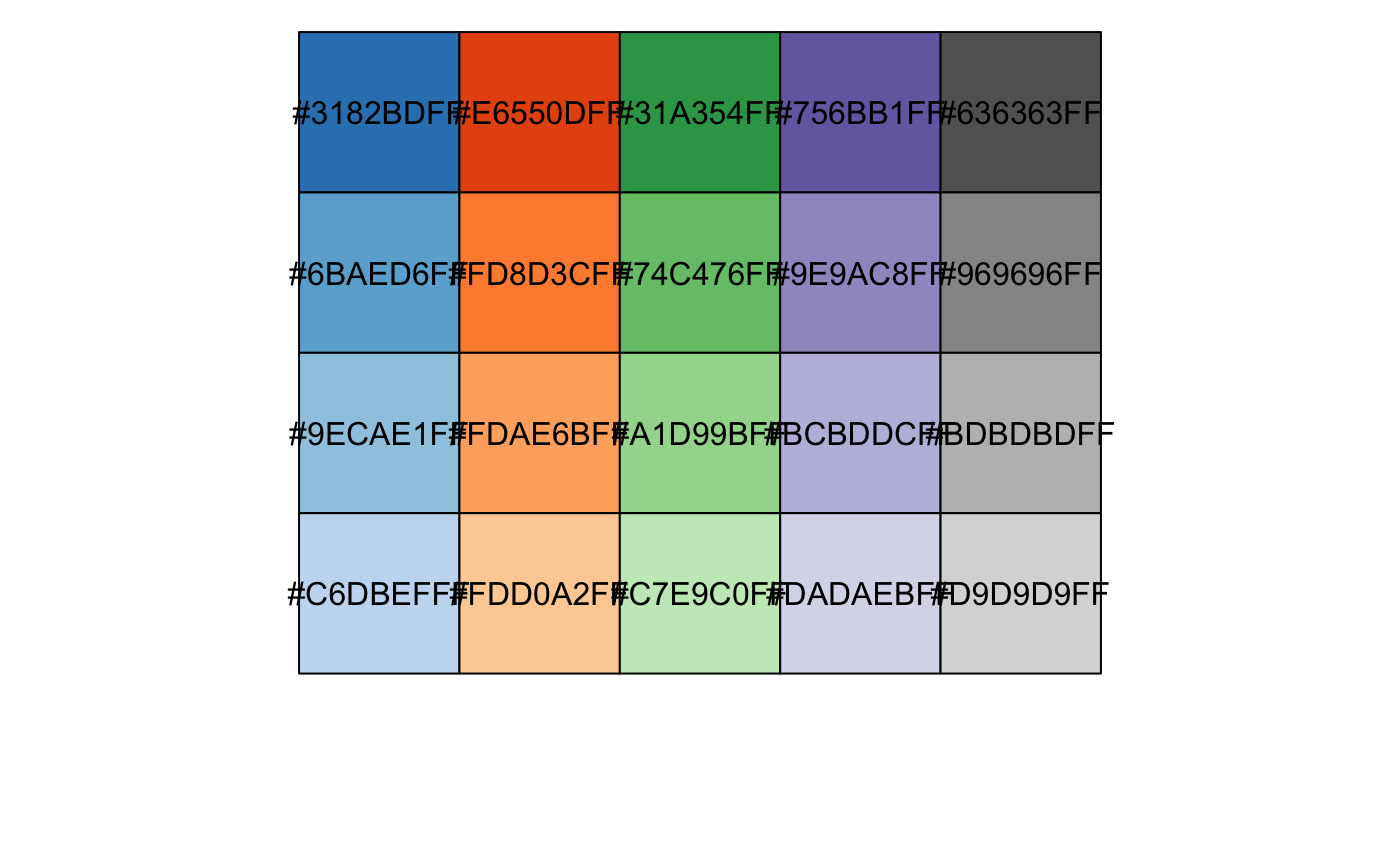 #3182BDFF #E6550DFF #31A354FF #756BB1FF #636363FF
#6BAED6FF #FD8D3CFF #74C476FF #9E9AC8FF #969696FF
#9ECAE1FF #FDAE6BFF #A1D99BFF #BCBDDCFF #BDBDBDFF
#C6DBEFFF #FDD0A2FF #C7E9C0FF #DADAEBFF #D9D9D9FF